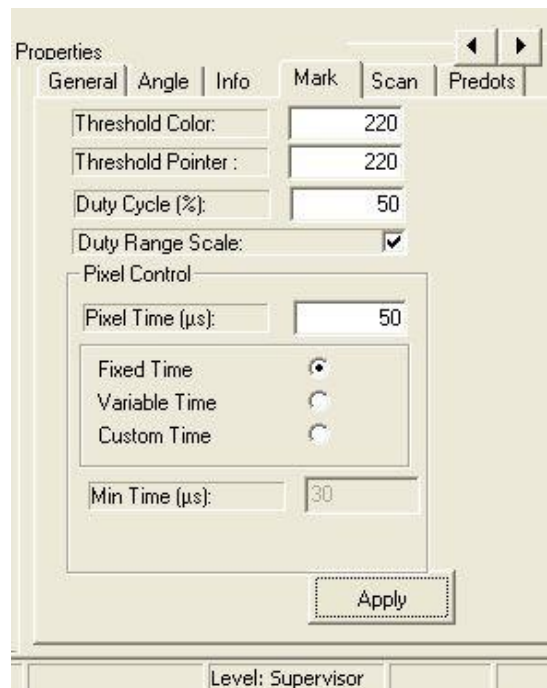 Properties
General Angle Info Mark Scan Predots
Threshold Color: 220
Threshold Pointer : 220
Duty Cycle (%): 50
Duty Range Scale:
Pixel Control
Pixel Time (µs): 50
Fixed Time
Variable Time
Custom Time
Min Time (µs): 30
Apply
Level: Supervisor